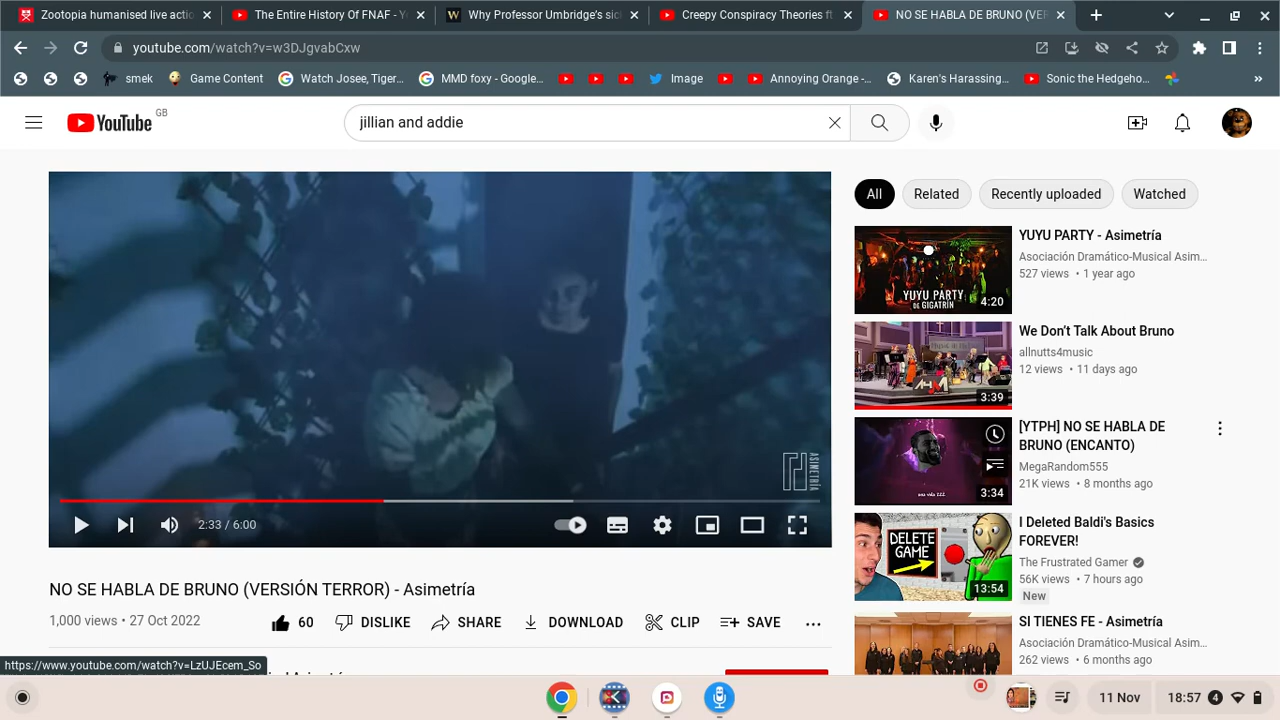 Zootopia humanised live actio
The Entire History Of FNAF - Y
Why Professor Umbridge's sic
Creepy Conspiracy Theories f
NO SE HABLA DE BRUNO (VER
youtube.com/watch?v=w3DJgvabCxw
smek
Game Content
Watch Josee, Tiger...
MMD foxy - Google...
Image
Annoying Orange -...
Karen's Harassing...
Sonic the Hedgeho...
»
YouTube GB
jillian and addie
All
Related
Recently uploaded
Watched
YUYU PARTY - Asimetría
Asociación Dramático-Musical Asim...
527 views • 1 year ago
YUYU PARTY
DE GIGATRÍN
4:20
We Don't Talk About Bruno
allnutts4music
12 views • 11 days ago
3:39
[YTPH] NO SE HABLA DE
BRUNO (ENCANTO)
MegaRandom555
21K views • 8 months ago
3:34
I Deleted Baldi's Basics
FOREVER!
The Frustrated Gamer
56K views • 7 hours ago
New
DELETE
GAME
13:54
SI TIENES FE - Asimetría
Asociación Dramático-Musical Asim...
262 views • 6 months ago
ASIMETRÍA
2:33 / 6:00
NO SE HABLA DE BRUNO (VERSIÓN TERROR) - Asimetría
1,000 views • 27 Oct 2022
60
DISLIKE
SHARE
DOWNLOAD
CLIP
SAVE
https://www.youtube.com/watch?v=LzUJEcem_So
11 Nov
18:57
4